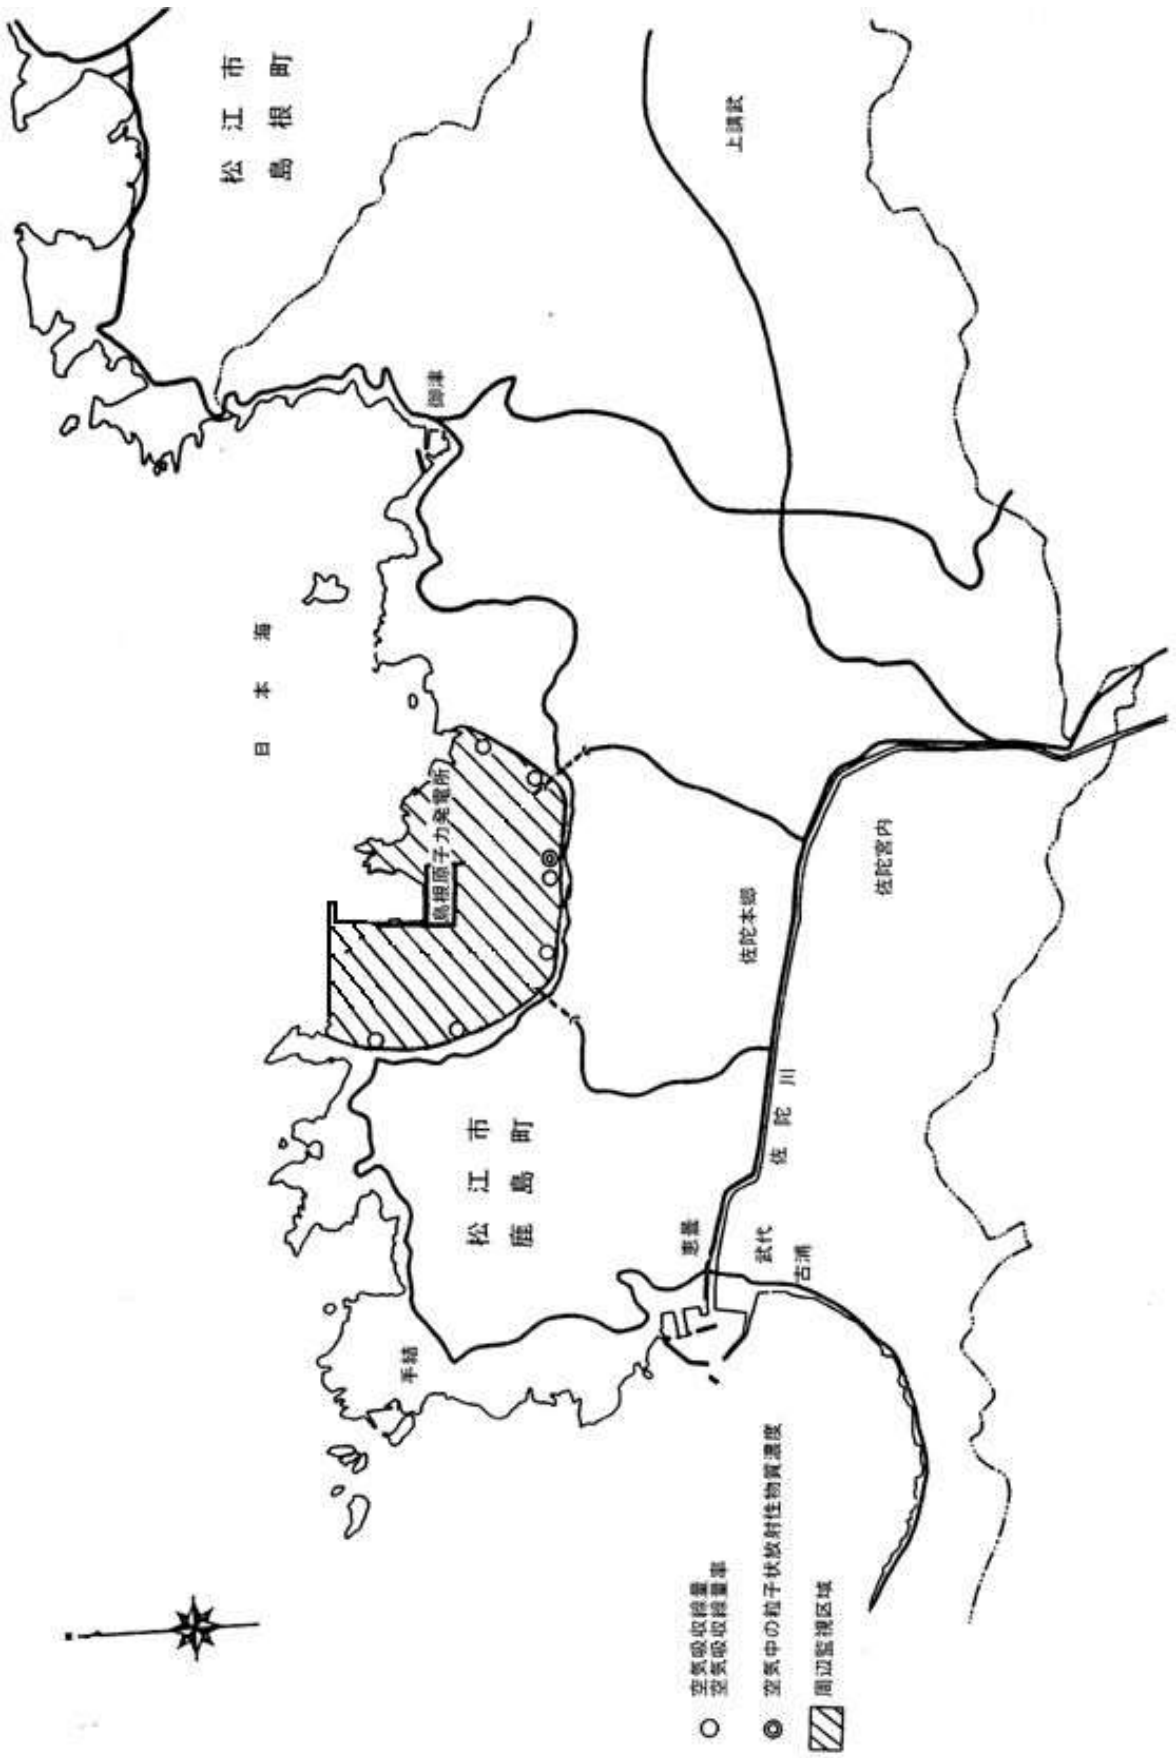 松江市
島根町
上講武
御津
日本海
島根原子力発電所
佐陀本郷
佐陀宮内
松江市
鹿島町
佐陀川
恵曇
武代
古浦
手結
○ 空気吸収線量
空気吸収線量率
◎ 空気中の粒子状放射性物質濃度
周辺監視区域